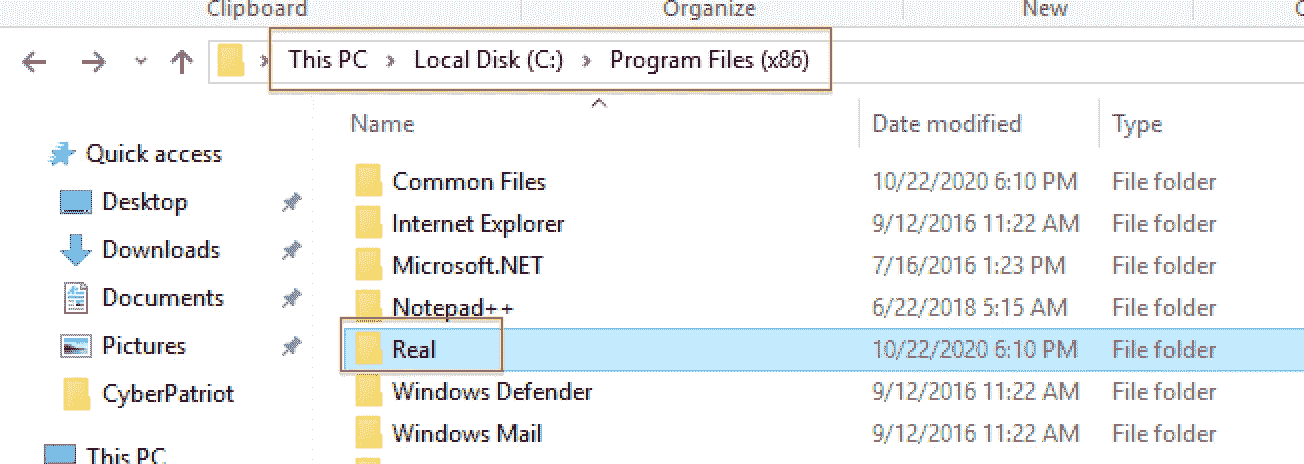 Clipboard Organize New
This PC > Local Disk (C:) > Program Files (x86)
Name Date modified Type
Quick access
Desktop
Downloads
Documents
Pictures
CyberPatriot
This PC
Common Files 10/22/2020 6:10 PM File folder
Internet Explorer 9/12/2016 11:22 AM File folder
Microsoft.NET 7/16/2016 1:23 PM File folder
Notepad++ 6/22/2018 5:15 AM File folder
Real 10/22/2020 6:10 PM File folder
Windows Defender 9/12/2016 11:22 AM File folder
Windows Mail 9/12/2016 11:22 AM File folder